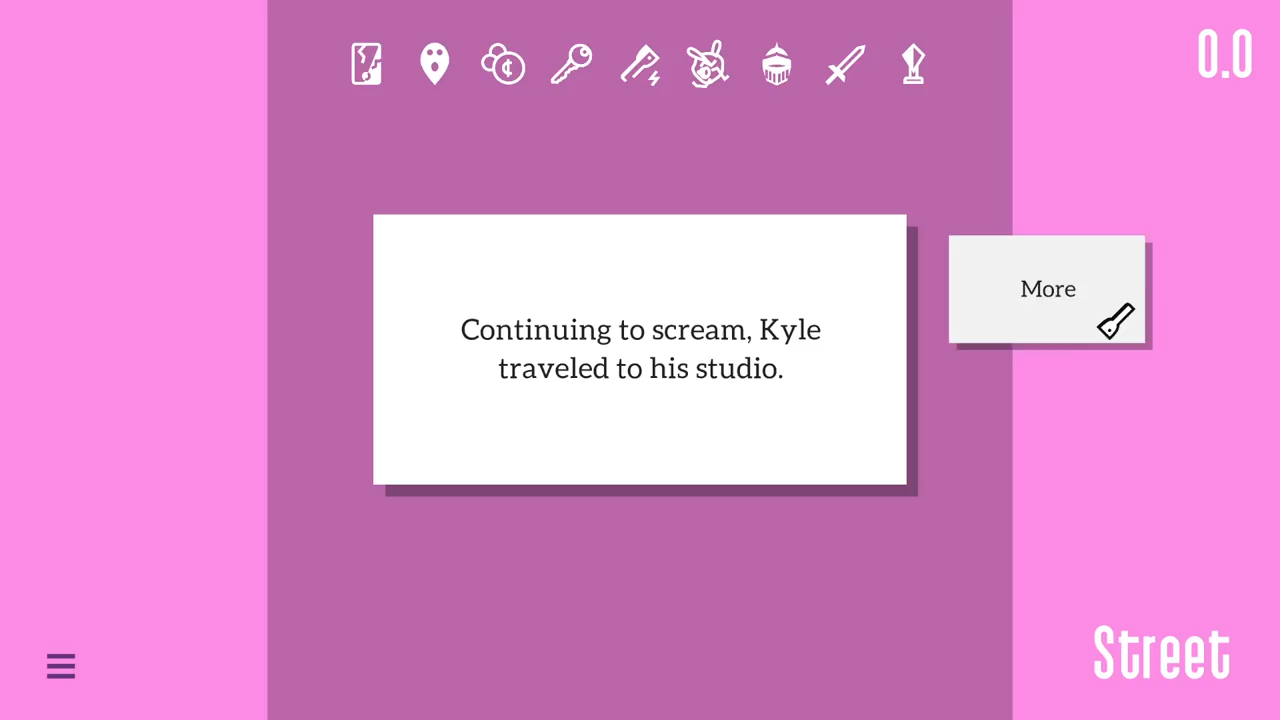 0.0
Continuing to scream, Kyle
traveled to his studio.
More
Street